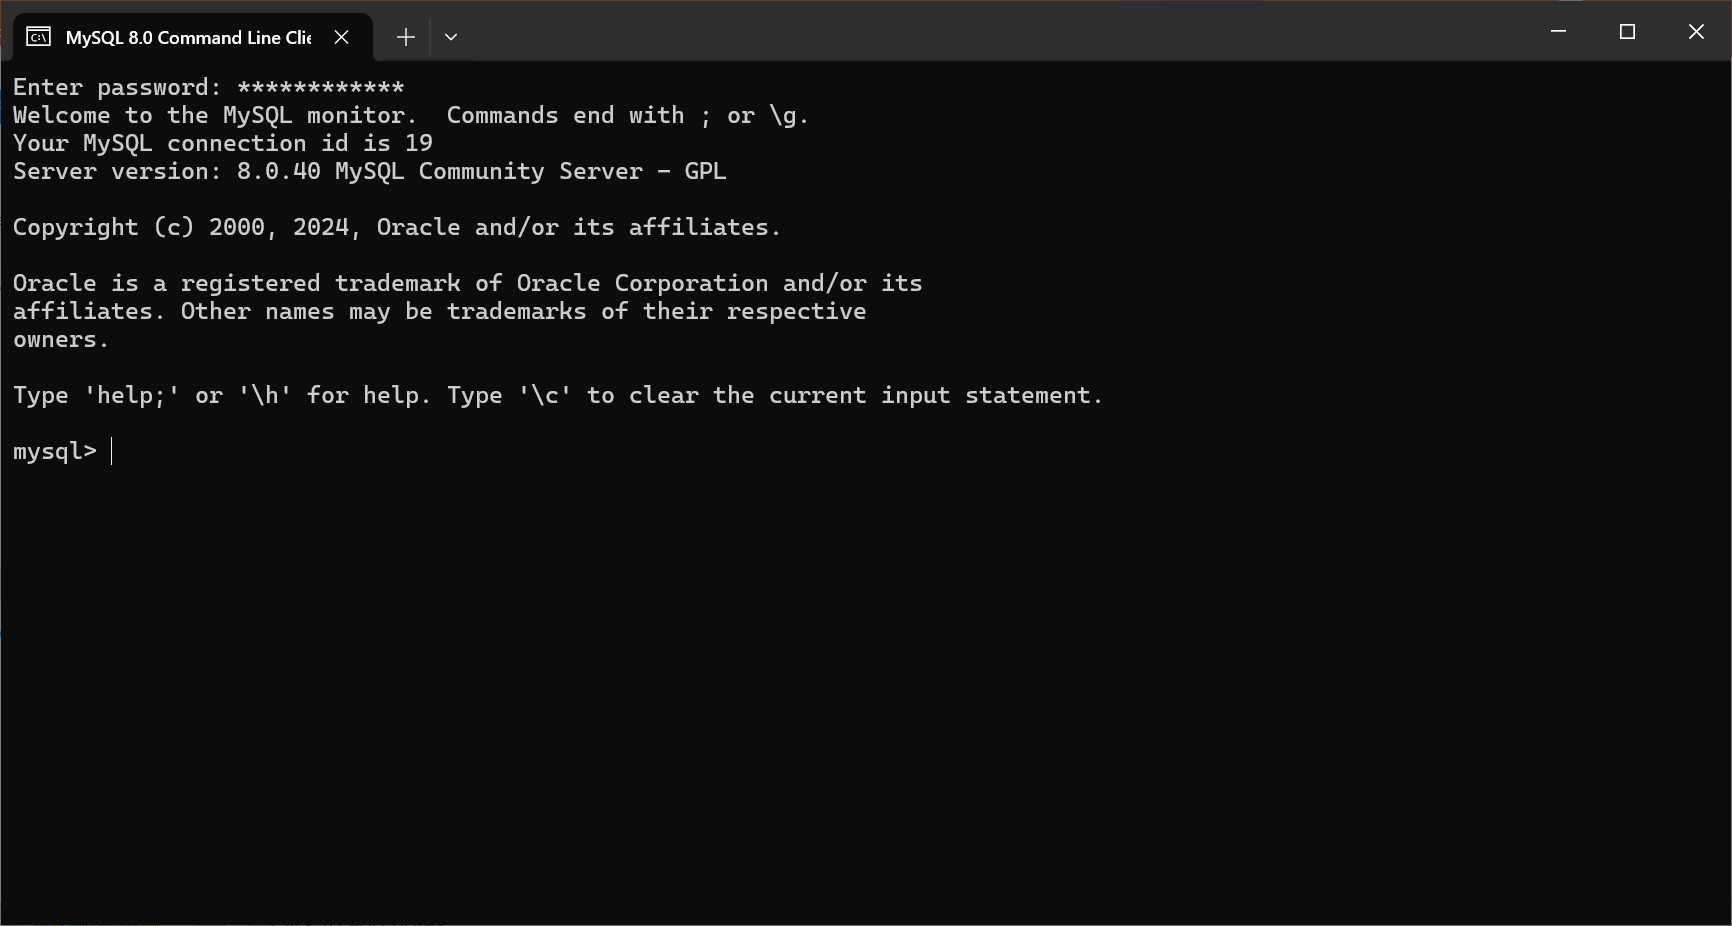 MySQL 8.0 Command Line Clie
Enter password: ************
Welcome to the MySQL monitor.  Commands end with ; or \g.
Your MySQL connection id is 19
Server version: 8.0.40 MySQL Community Server - GPL

Copyright (c) 2000, 2024, Oracle and/or its affiliates.

Oracle is a registered trademark of Oracle Corporation and/or its
affiliates. Other names may be trademarks of their respective
owners.

Type 'help;' or '\h' for help. Type '\c' to clear the current input statement.

mysql>